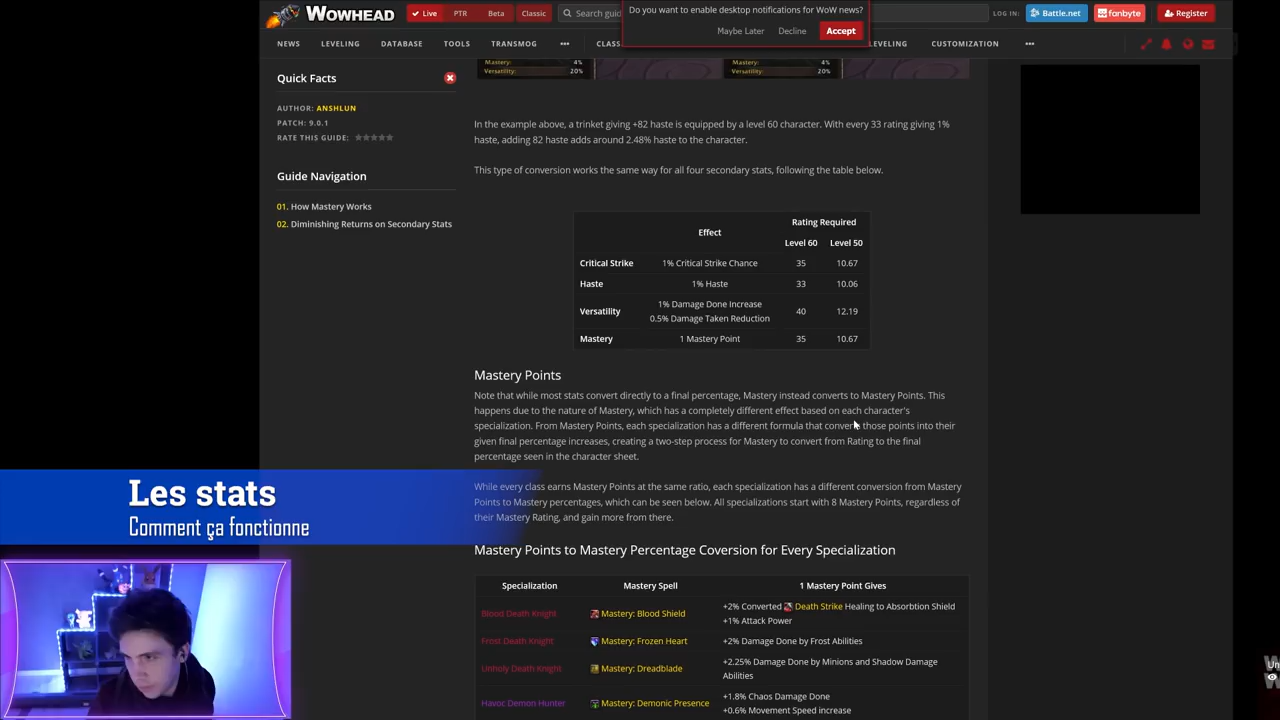 WOWHEAD
Live
PTR
Beta
Classic
Search guid
Do you want to enable desktop notifications for WoW news?
Maybe Later
Decline
Accept
LOG IN:
Battle.net
fanbyte
Register
NEWS
LEVELING
DATABASE
TOOLS
TRANSMOG
CLASS
LEVELING
CUSTOMIZATION
Quick Facts
AUTHOR: ANSHLUN
PATCH: 9.0.1
RATE THIS GUIDE:
Guide Navigation
01. How Mastery Works
02. Diminishing Returns on Secondary Stats
Mastery: 4%
Versatility: 20%
Mastery: 4%
Versatility: 20%
In the example above, a trinket giving +82 haste is equipped by a level 60 character. With every 33 rating giving 1%
haste, adding 82 haste adds around 2.48% haste to the character.
This type of conversion works the same way for all four secondary stats, following the table below.
Effect
Rating Required
Level 60 Level 50
Critical Strike 1% Critical Strike Chance 35 10.67
Haste 1% Haste 33 10.06
Versatility 1% Damage Done Increase 40 12.19
0.5% Damage Taken Reduction
Mastery 1 Mastery Point 35 10.67
Mastery Points
Note that while most stats convert directly to a final percentage, Mastery instead converts to Mastery Points. This
happens due to the nature of Mastery, which has a completely different effect based on each character's
specialization. From Mastery Points, each specialization has a different formula that converts those points into their
given final percentage increases, creating a two-step process for Mastery to convert from Rating to the final
percentage seen in the character sheet.
While every class earns Mastery Points at the same ratio, each specialization has a different conversion from Mastery
Points to Mastery percentages, which can be seen below. All specializations start with 8 Mastery Points, regardless of
their Mastery Rating, and gain more from there.
Les stats
Comment ça fonctionne
Mastery Points to Mastery Percentage Coversion for Every Specialization
Specialization Mastery Spell 1 Mastery Point Gives
Blood Death Knight Mastery: Blood Shield +2% Converted Death Strike Healing to Absorbtion Shield
+1% Attack Power
Frost Death Knight Mastery: Frozen Heart +2% Damage Done by Frost Abilities
Unholy Death Knight Mastery: Dreadblade +2.25% Damage Done by Minions and Shadow Damage
Abilities
Havoc Demon Hunter Mastery: Demonic Presence +1.8% Chaos Damage Done
+0.6% Movement Speed increase